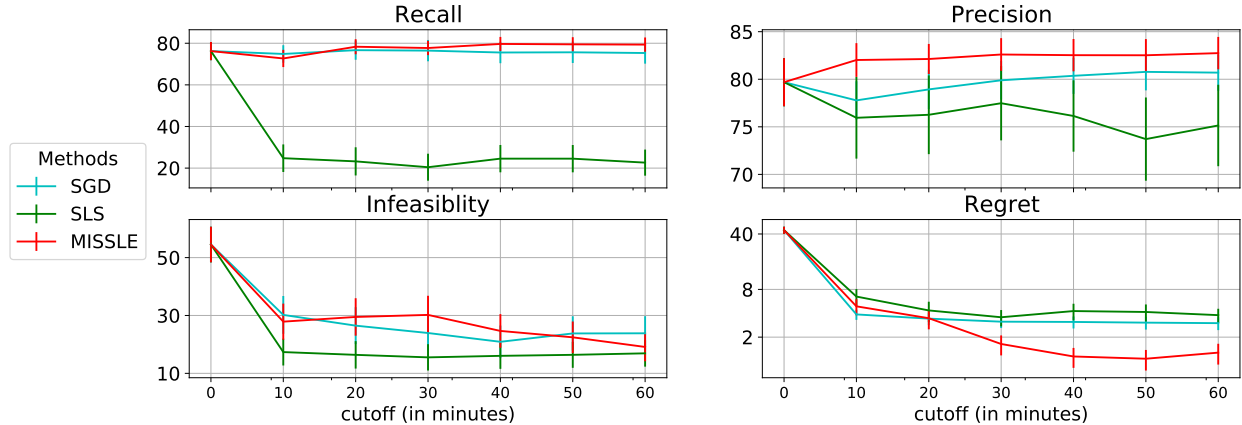 Recall
Precision
80
60
40
20
85
80
75
70
Methods
SGD
SLS
MISSLE
Infeasiblity
Regret
50
30
10
40
8
2
0 10 20 30 40 50 60
0 10 20 30 40 50 60
cutoff (in minutes)
cutoff (in minutes)